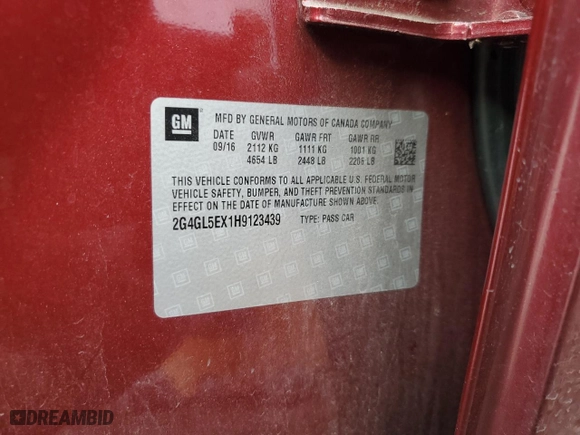 GM
MFD BY GENERAL MOTORS OF CANADA COMPANY
DATE GVWR GAWR FRT GAWR RR
09/16 2112 KG 1111 KG 1001 KG
4654 LB 2448 LB 2206 LB
THIS VEHICLE CONFORMS TO ALL APPLICABLE U.S. FEDERAL MOTOR
VEHICLE SAFETY, BUMPER, AND THEFT PREVENTION STANDARDS IN
EFFECT ON THE DATE OF MANUFACTURE SHOWN ABOVE.
2G4GL5EX1H9123439 TYPE: PASS CAR
DREAMBID